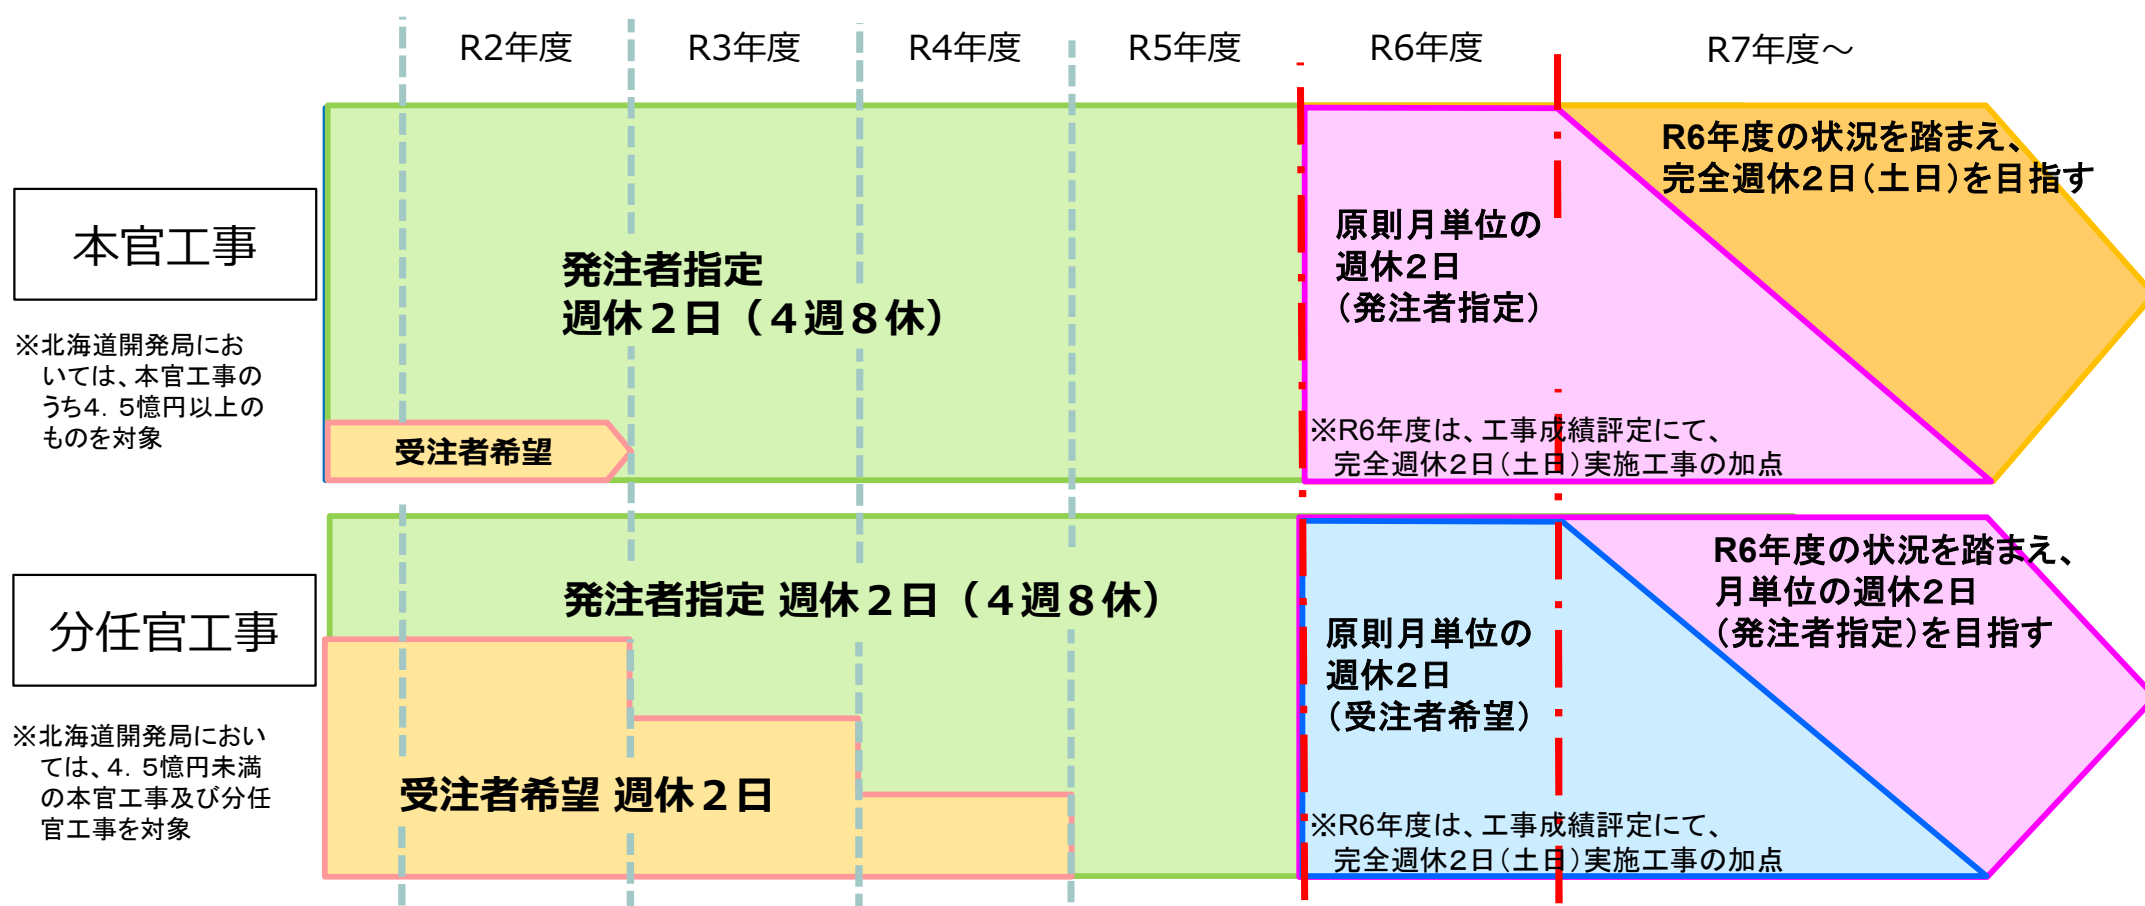 R2年度
R3年度
R4年度
R5年度
R6年度
R7年度～
本官工事
※北海道開発局にお
いては、本官工事の
うち4．5億円以上の
ものを対象
発注者指定
週休２日（４週８休）
受注者希望
原則月単位の
週休2日
（発注者指定）
※R6年度は、工事成績評定にて、
完全週休2日（土日）実施工事の加点
R6年度の状況を踏まえ、
完全週休2日（土日）を目指す
分任官工事
※北海道開発局におい
ては、4．5億円未満
の本官工事及び分任
官工事を対象
発注者指定 週休２日（４週８休）
受注者希望 週休２日
原則月単位の
週休2日
（受注者希望）
※R6年度は、工事成績評定にて、
完全週休2日（土日）実施工事の加点
R6年度の状況を踏まえ、
月単位の週休2日
（発注者指定）を目指す